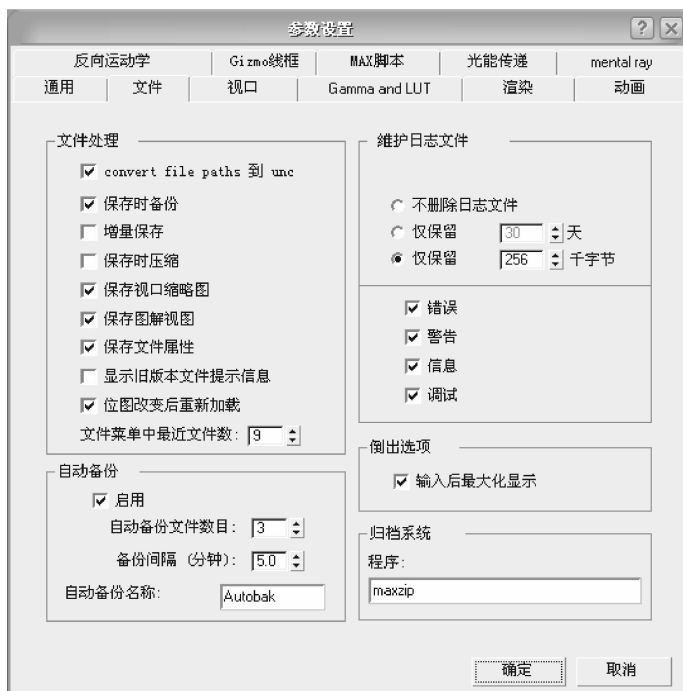 参数设置
反向运动学 Gizmo线框 MAX脚本 光能传递 mental ray
通用 文件 视口 Gamma and LUT 渲染 动画
文件处理
convert file paths 到 unc
保存时备份
增量保存
保存时压缩
保存视口缩略图
保存图解视图
保存文件属性
显示旧版本文件提示信息
位图改变后重新加载
文件菜单中最近文件数: 9
自动备份
启用
自动备份文件数目: 3
备份间隔 (分钟): 5.0
自动备份名称: Autobak
维护日志文件
不删除日志文件
仅保留 30 天
仅保留 256 千字节
错误
警告
信息
调试
倒出选项
输入后最大化显示
归档系统
程序:
maxzip
确定 取消